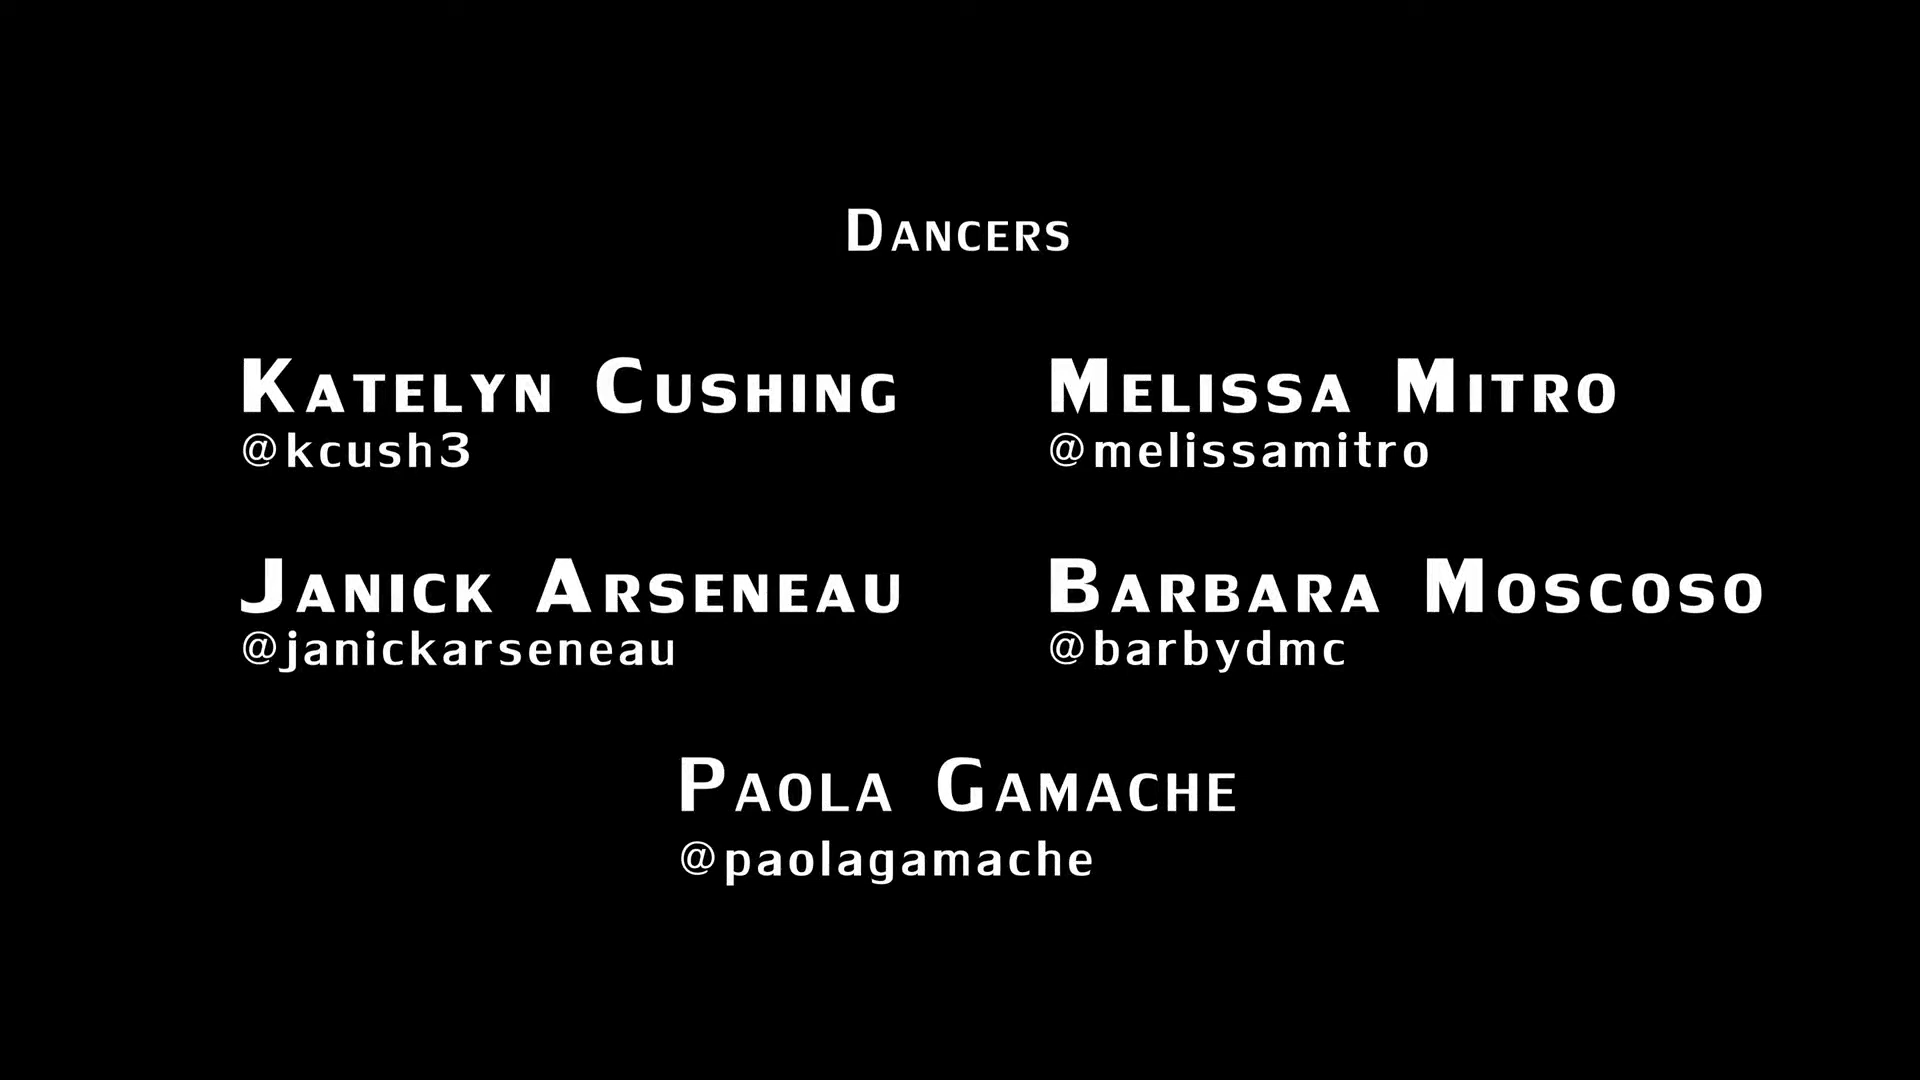 Dancers
Katelyn Cushing
@kcush3
Melissa Mitro
@melissamitro
Janick Arseneau
@janickarseneau
Barbara Moscoso
@barbydmc
Paola Gamache
@paolagamache